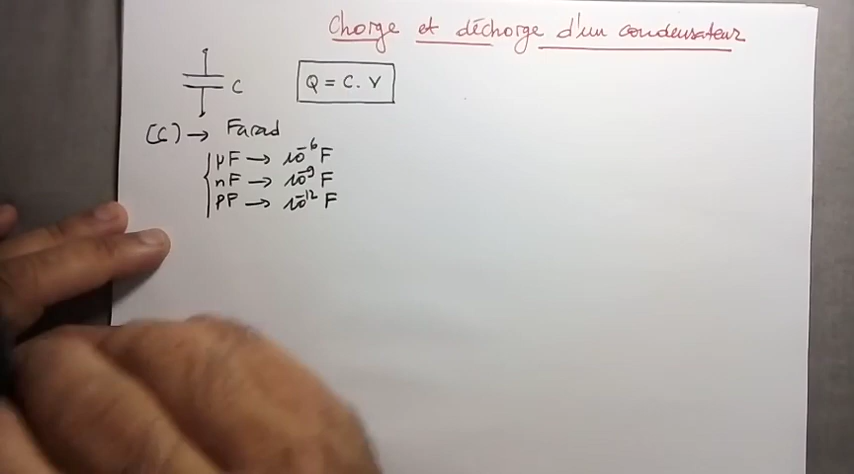 Charge et décharge d'un condensateur
C
Q = C. V
[C] → Farad
µF → 10⁻⁶ F
nF → 10⁻⁹ F
PF → 10⁻¹² F